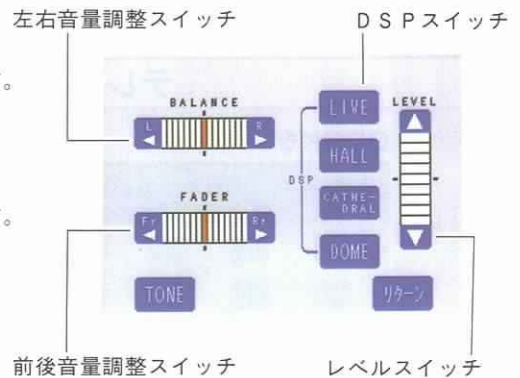 左右音量調整スイッチ
DSPスイッチ
。
BALANCE
L R
LIVE
LEVEL
HALL
DSP
CATHE-
DRAL
FADER
Fr Rr
DOME
TONE
リターン
。
前後音量調整スイッチ
レベルスイッチ